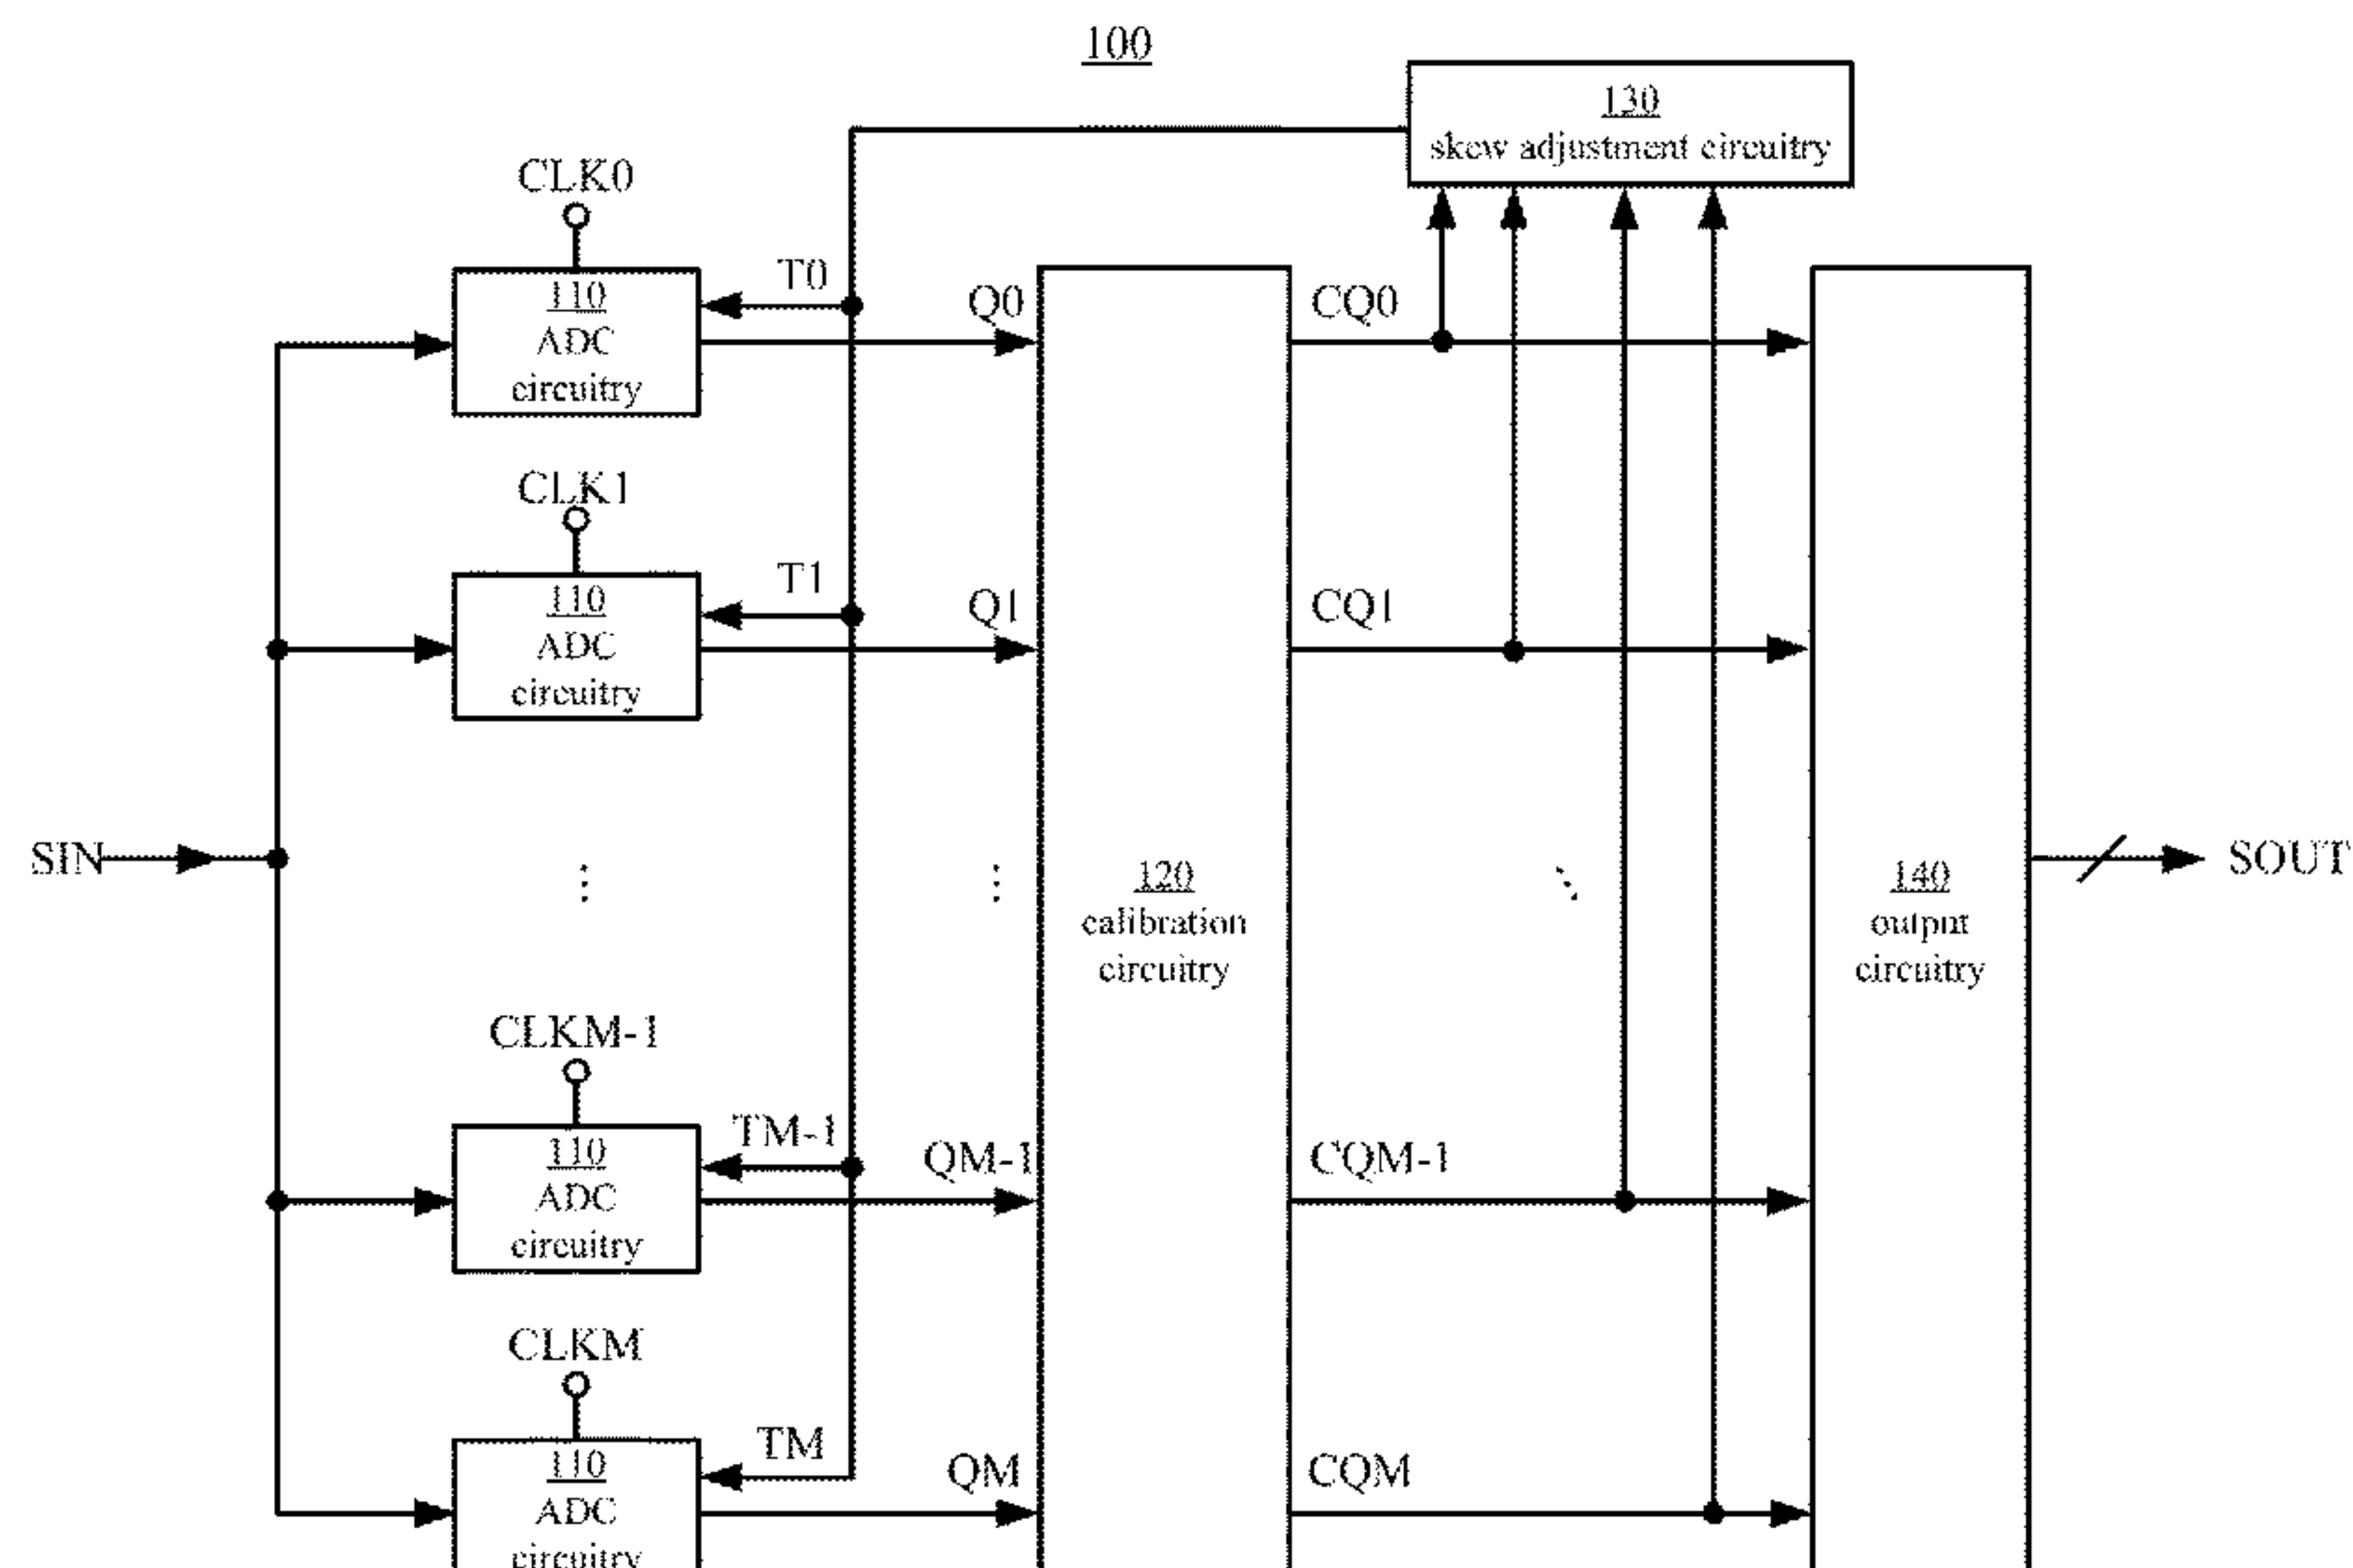 100
130
skew adjustment circuitry
CLK0
110
ADC
circuitry
T0
Q0
CQ0
CLK1
110
ADC
circuitry
T1
Q1
CQ1
SIN
120
calibration
circuitry
140
output
circuitry
SOUT
CLKM-1
110
ADC
circuitry
TM-1
QM-1
CQM-1
CLKM
110
ADC
circuitry
TM
QM
CQM